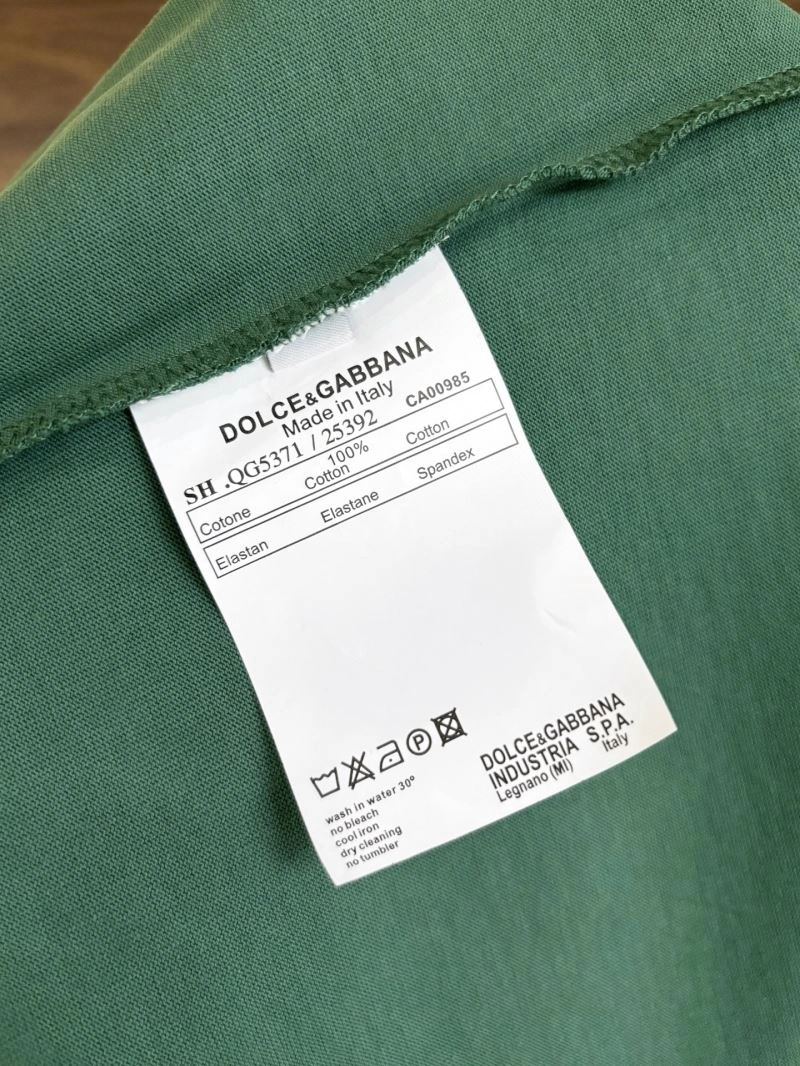 DOLCE&GABBANA
Made in Italy
SH .QG5371 / 25392 CA00985
100%
Cotone Cotton Cotton
Elastan Elastane Spandex
P
wash in water 30°
no bleach
cool iron
dry cleaning
no tumbler
DOLCE&GABBANA
INDUSTRIA S.P.A.
Legnano (MI) Italy